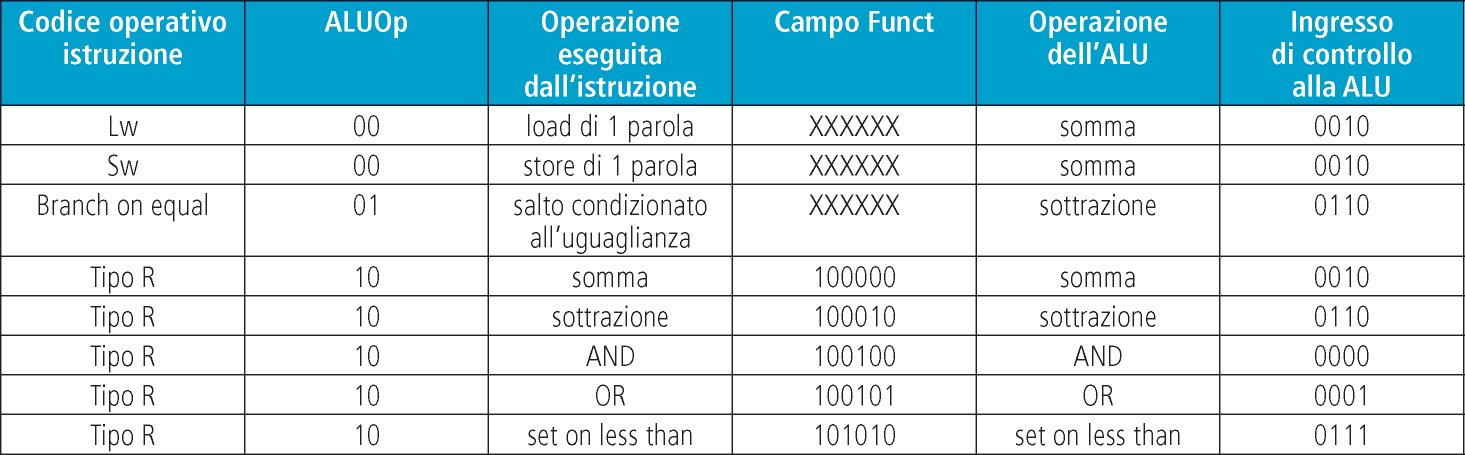 Codice operativo istruzione ALUOp Operazione eseguita dall'istruzione Campo Funct Operazione dell'ALU Ingresso di controllo alla ALU
Lw 00 load di 1 parola XXXXXX somma 0010
Sw 00 store di 1 parola XXXXXX somma 0010
Branch on equal 01 salto condizionato all'uguaglianza XXXXXX sottrazione 0110
Tipo R 10 somma 100000 somma 0010
Tipo R 10 sottrazione 100010 sottrazione 0110
Tipo R 10 AND 100100 AND 0000
Tipo R 10 OR 100101 OR 0001
Tipo R 10 set on less than 101010 set on less than 0111